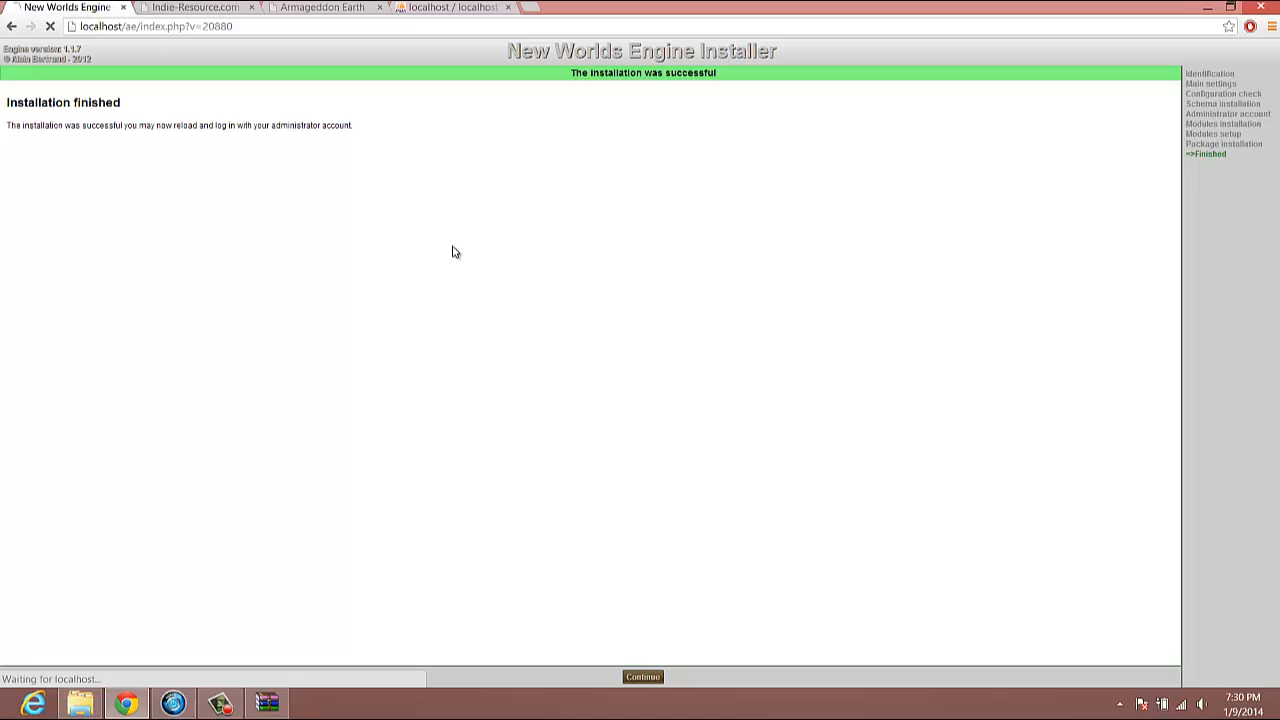 New Worlds Engine
Indie-Resource.com
Armageddon Earth
localhost / localhost
localhost/ae/index.php?v=20880
Engine version: 1.1.7
© Alain Bertrand - 2012
New Worlds Engine Installer
The installation was successful
Installation finished
The installation was successful you may now reload and log in with your administrator account.
Identification
Main settings
Configuration check
Schema installation
Administrator account
Modules installation
Modules setup
Package installation
=>Finished
Waiting for localhost...
Continue
7:30 PM
1/9/2014